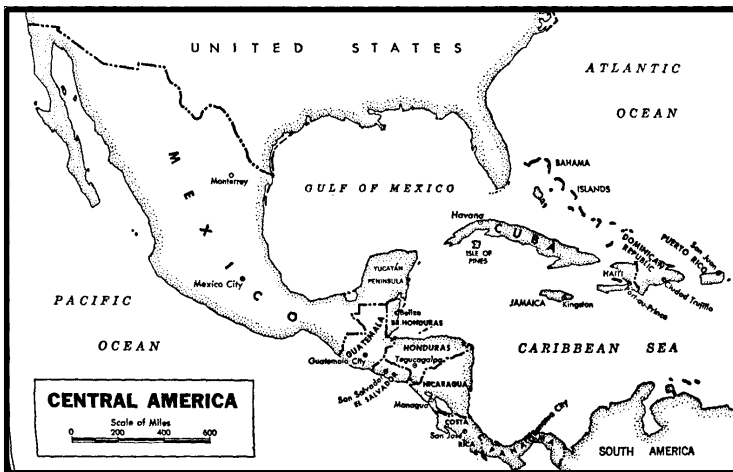 UNITED STATES
ATLANTIC
OCEAN
MEXICO
Monterrey
GULF OF MEXICO
BAHAMA
ISLANDS
Havana
CUBA
ISLE OF
PINES
DOMINICAN
REPUBLIC
PUERTO RICO
San Juan
HAITI
Port-au-Prince
Ciudad Trujillo
JAMAICA
Kingston
Mexico City
YUCATÁN
PENINSULA
PACIFIC
OCEAN
Belize
BR HONDURAS
GUATEMALA
Guatemala City
HONDURAS
Tegucigalpa
CARIBBEAN SEA
San Salvador
EL SALVADOR
NICARAGUA
Managua
COSTA
RICA
San José
PANAMA
City
SOUTH AMERICA
CENTRAL AMERICA
Scale of Miles
0 200 400 600